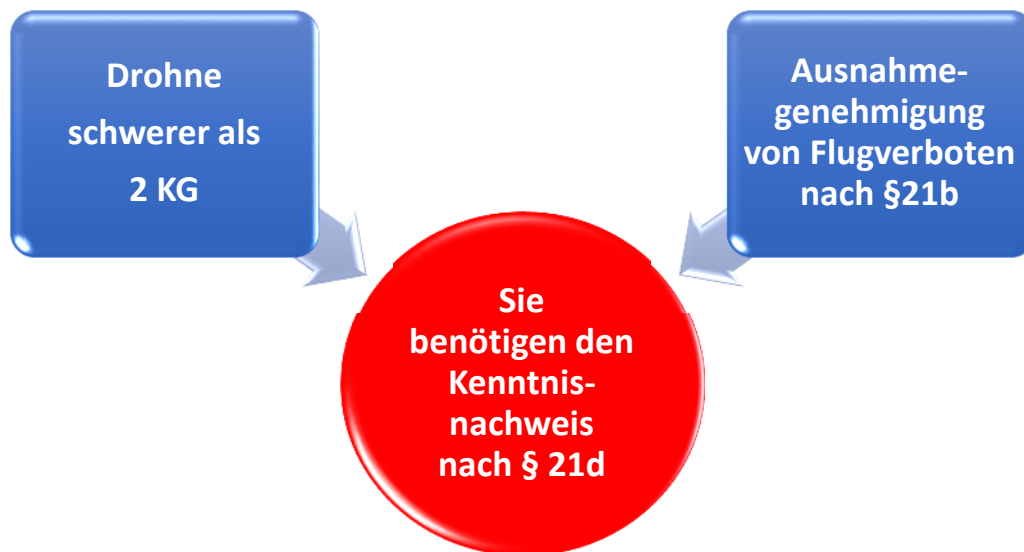 Drohne
schwerer als
2 KG
Ausnahme-
genehmigung
von Flugverboten
nach §21b
Sie
benötigen den
Kenntnis-
nachweis
nach § 21d